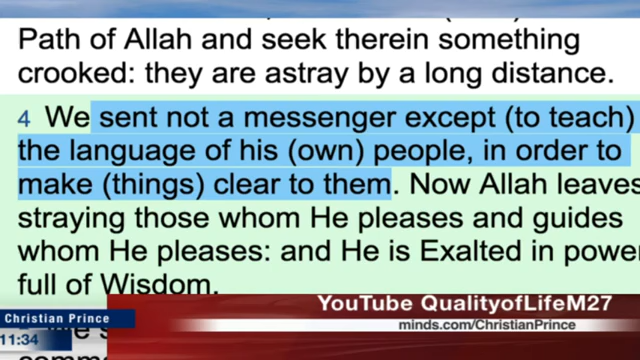 Path of Allah and seek therein something
crooked: they are astray by a long distance.
4 We sent not a messenger except (to teach)
the language of his (own) people, in order to
make (things) clear to them. Now Allah leaves
straying those whom He pleases and guides
whom He pleases: and He is Exalted in power
full of Wisdom.
YouTube QualityofLifeM27
Christian Prince
minds.com/ChristianPrince
11:34
We s